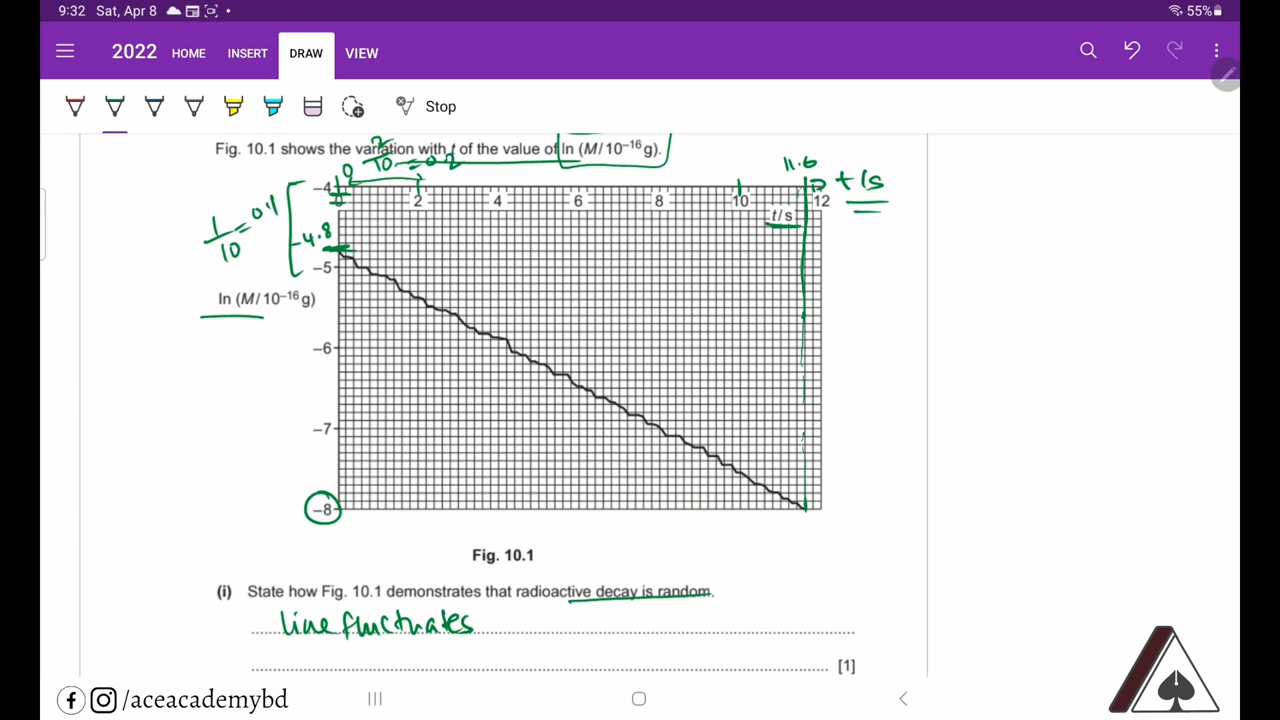 9:32 Sat, Apr 8 55%
2022 HOME INSERT DRAW VIEW
Stop
Fig. 10.1 shows the variation with t of the value of ln (M/10⁻¹⁶ g).
2/10 = 0.2
11.6
t/s
0
-4
0 2 4 6 8 10 12
t/s
1/10 = 0.1
-4.8
-5
ln (M/10⁻¹⁶ g)
-6
-7
-8
Fig. 10.1
(i) State how Fig. 10.1 demonstrates that radioactive decay is random.
line fluctuates
[1]
/aceacademybd